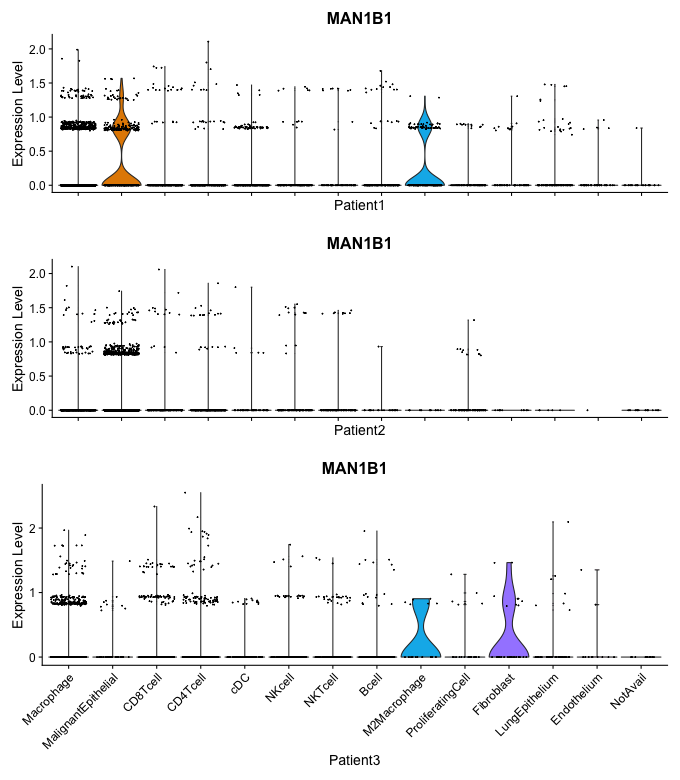 MAN1B1
Expression Level
2.0
1.5
1.0
0.5
0.0
Patient1
MAN1B1
Expression Level
2.0
1.5
1.0
0.5
0.0
Patient2
MAN1B1
Expression Level
2
1
0
Macrophage
MalignantEpithelial
CD8Tcell
CD4Tcell
cDC
NKcell
NKTcell
Bcell
M2Macrophage
ProliferatingCell
Fibroblast
LungEpithelium
Endothelium
NotAvail
Patient3